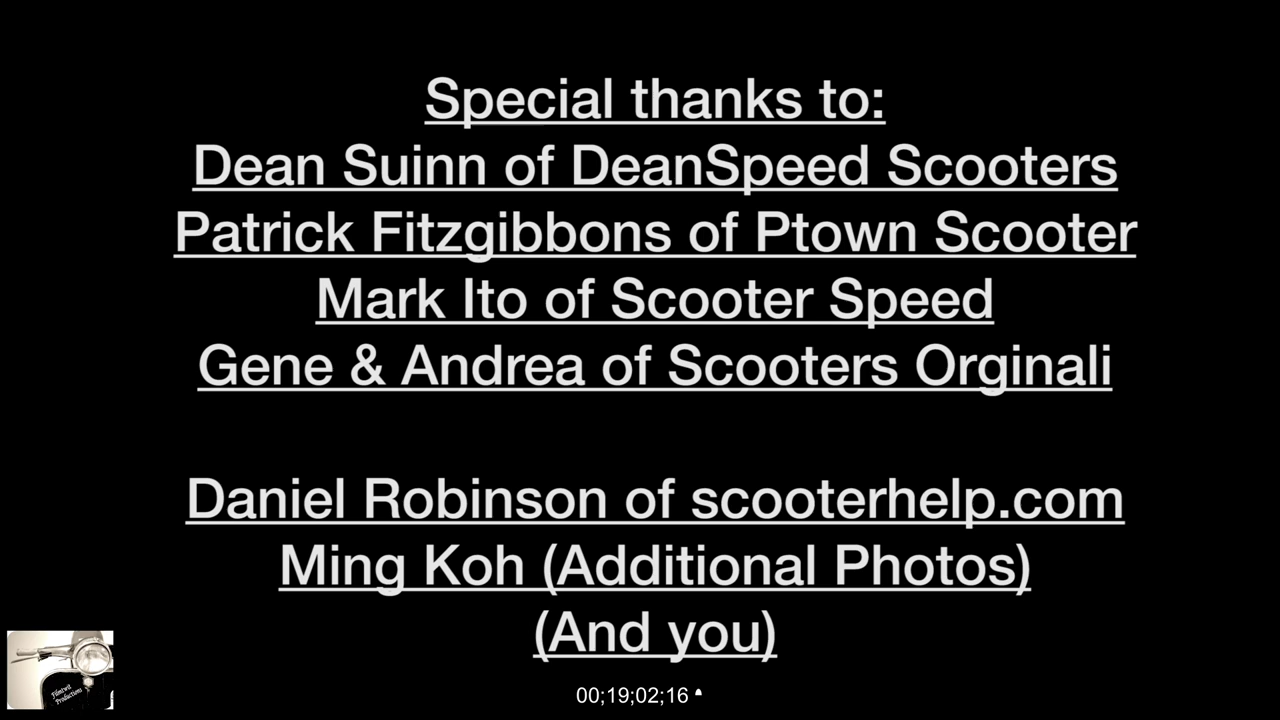 Special thanks to:
Dean Suinn of DeanSpeed Scooters
Patrick Fitzgibbons of Ptown Scooter
Mark Ito of Scooter Speed
Gene & Andrea of Scooters Orginali
Daniel Robinson of scooterhelp.com
Ming Koh (Additional Photos)
(And you)
Filmtwit
Productions
00;19;02;16